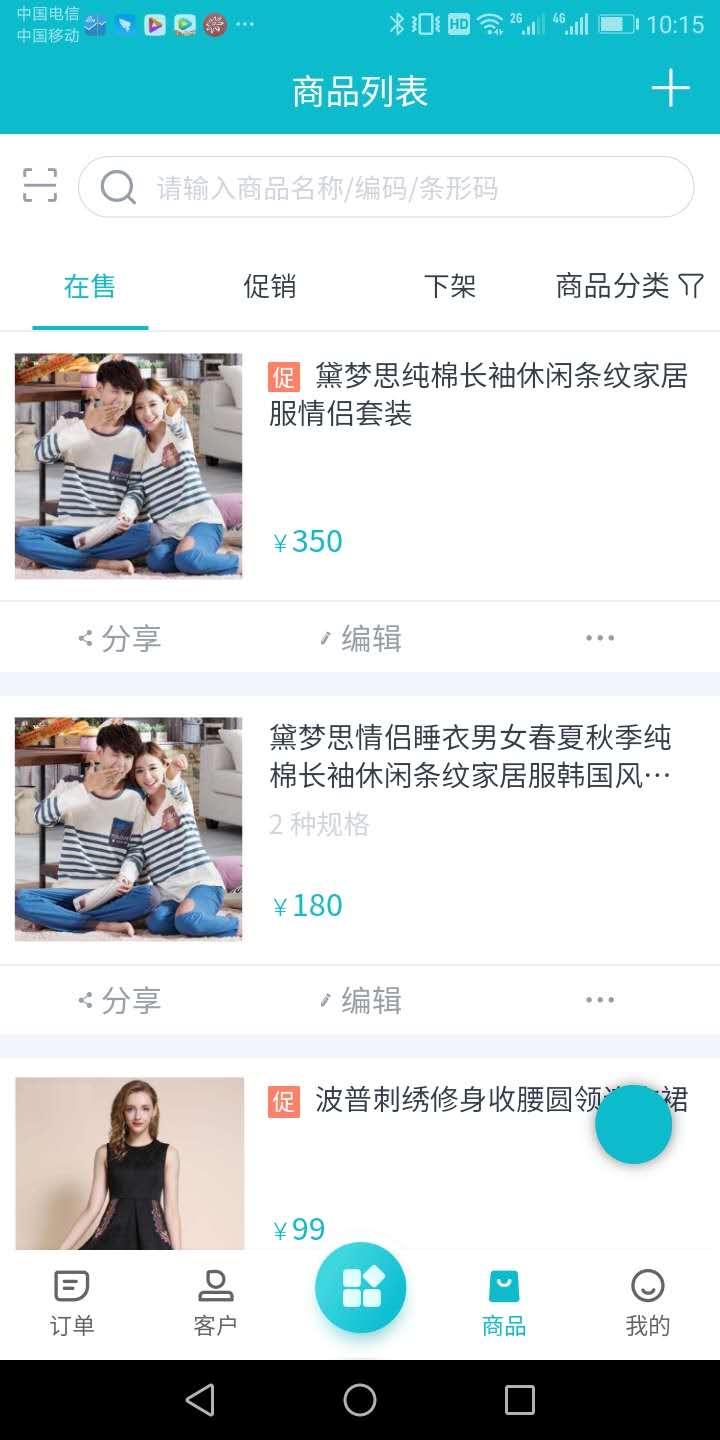 中国电信
中国移动
HD
2G
4G
10:15
商品列表
请输入商品名称/编码/条形码
在售
促销
下架
商品分类
促 黛梦思纯棉长袖休闲条纹家居
服情侣套装
¥350
分享
编辑
黛梦思情侣睡衣男女春夏秋季纯
棉长袖休闲条纹家居服韩国风…
2 种规格
¥180
分享
编辑
促 波普刺绣修身收腰圆领 裙
¥99
订单
客户
商品
我的